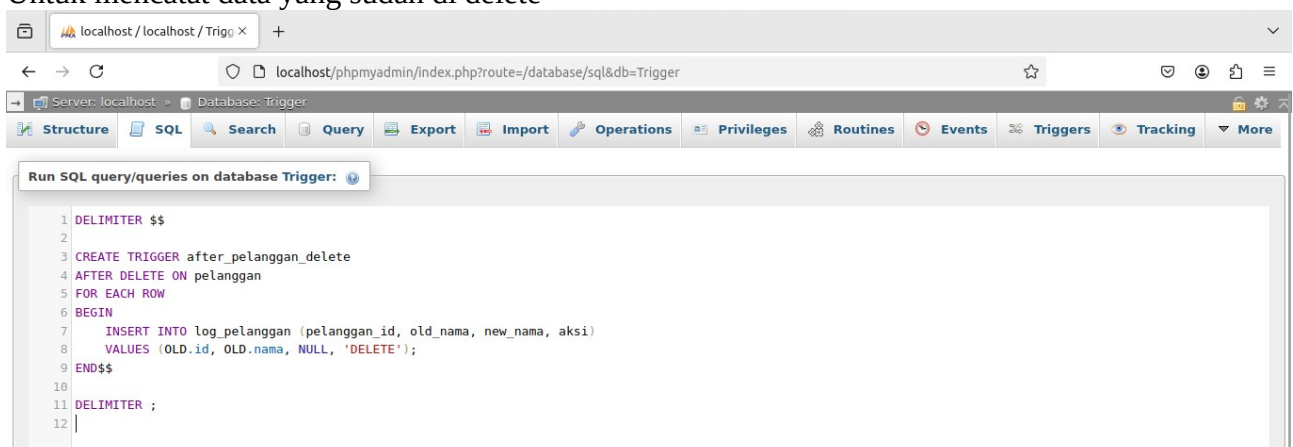 Untuk mencatat data yang sudah di delete
localhost / localhost / Trigg
localhost/phpmyadmin/index.php?route=/database/sql&db=Trigger
Server: localhost » Database: Trigger
Structure SQL Search Query Export Import Operations Privileges Routines Events Triggers Tracking More
Run SQL query/queries on database Trigger:
1 DELIMITER $$
2
3 CREATE TRIGGER after_pelanggan_delete
4 AFTER DELETE ON pelanggan
5 FOR EACH ROW
6 BEGIN
7 INSERT INTO log_pelanggan (pelanggan_id, old_nama, new_nama, aksi)
8 VALUES (OLD.id, OLD.nama, NULL, 'DELETE');
9 END$$
10
11 DELIMITER ;
12